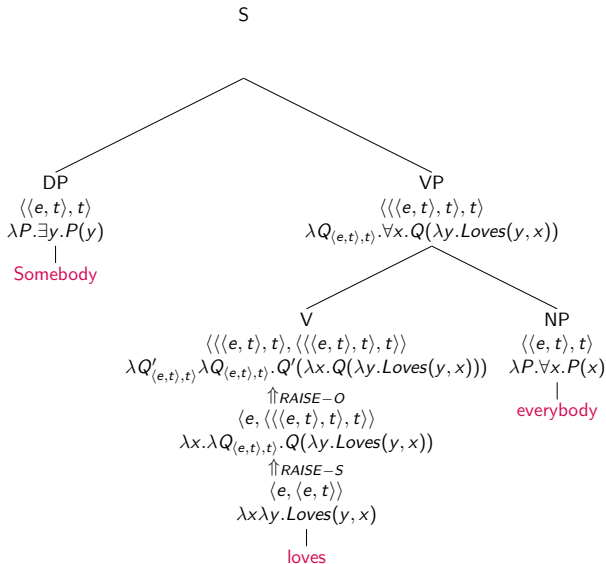 S
DP VP
⟨⟨e, t⟩, t⟩ ⟨⟨⟨e, t⟩, t⟩, t⟩
λP.∃y.P(y) λQ⟨⟨e,t⟩,t⟩.∀x.Q(λy.Loves(y, x))
Somebody
V NP
⟨⟨⟨e, t⟩, t⟩, ⟨⟨⟨e, t⟩, t⟩, t⟩⟩ ⟨⟨e, t⟩, t⟩
λQ′⟨⟨e,t⟩,t⟩λQ⟨⟨e,t⟩,t⟩.Q′(λx.Q(λy.Loves(y, x))) λP.∀x.P(x)
⇑RAISE−O everybody
⟨e, ⟨⟨⟨e, t⟩, t⟩, t⟩⟩
λx.λQ⟨⟨e,t⟩,t⟩.Q(λy.Loves(y, x))
⇑RAISE−S
⟨e, ⟨e, t⟩⟩
λxλy.Loves(y, x)
loves